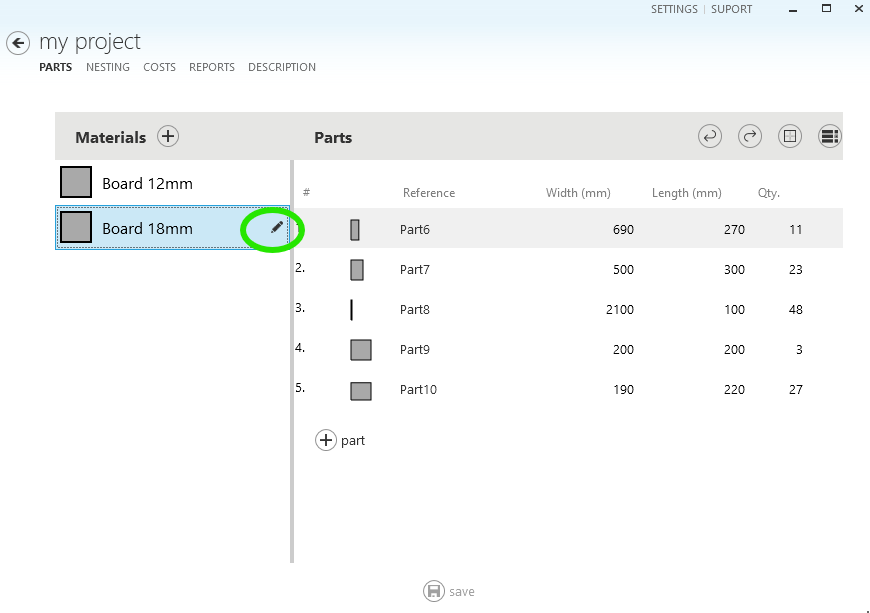 SETTINGS | SUPORT
my project
PARTS NESTING COSTS REPORTS DESCRIPTION
Materials Parts
# Reference Width (mm) Length (mm) Qty.
Board 12mm
Board 18mm
1. Part6 690 270 11
2. Part7 500 300 23
3. Part8 2100 100 48
4. Part9 200 200 3
5. Part10 190 220 27
part
save